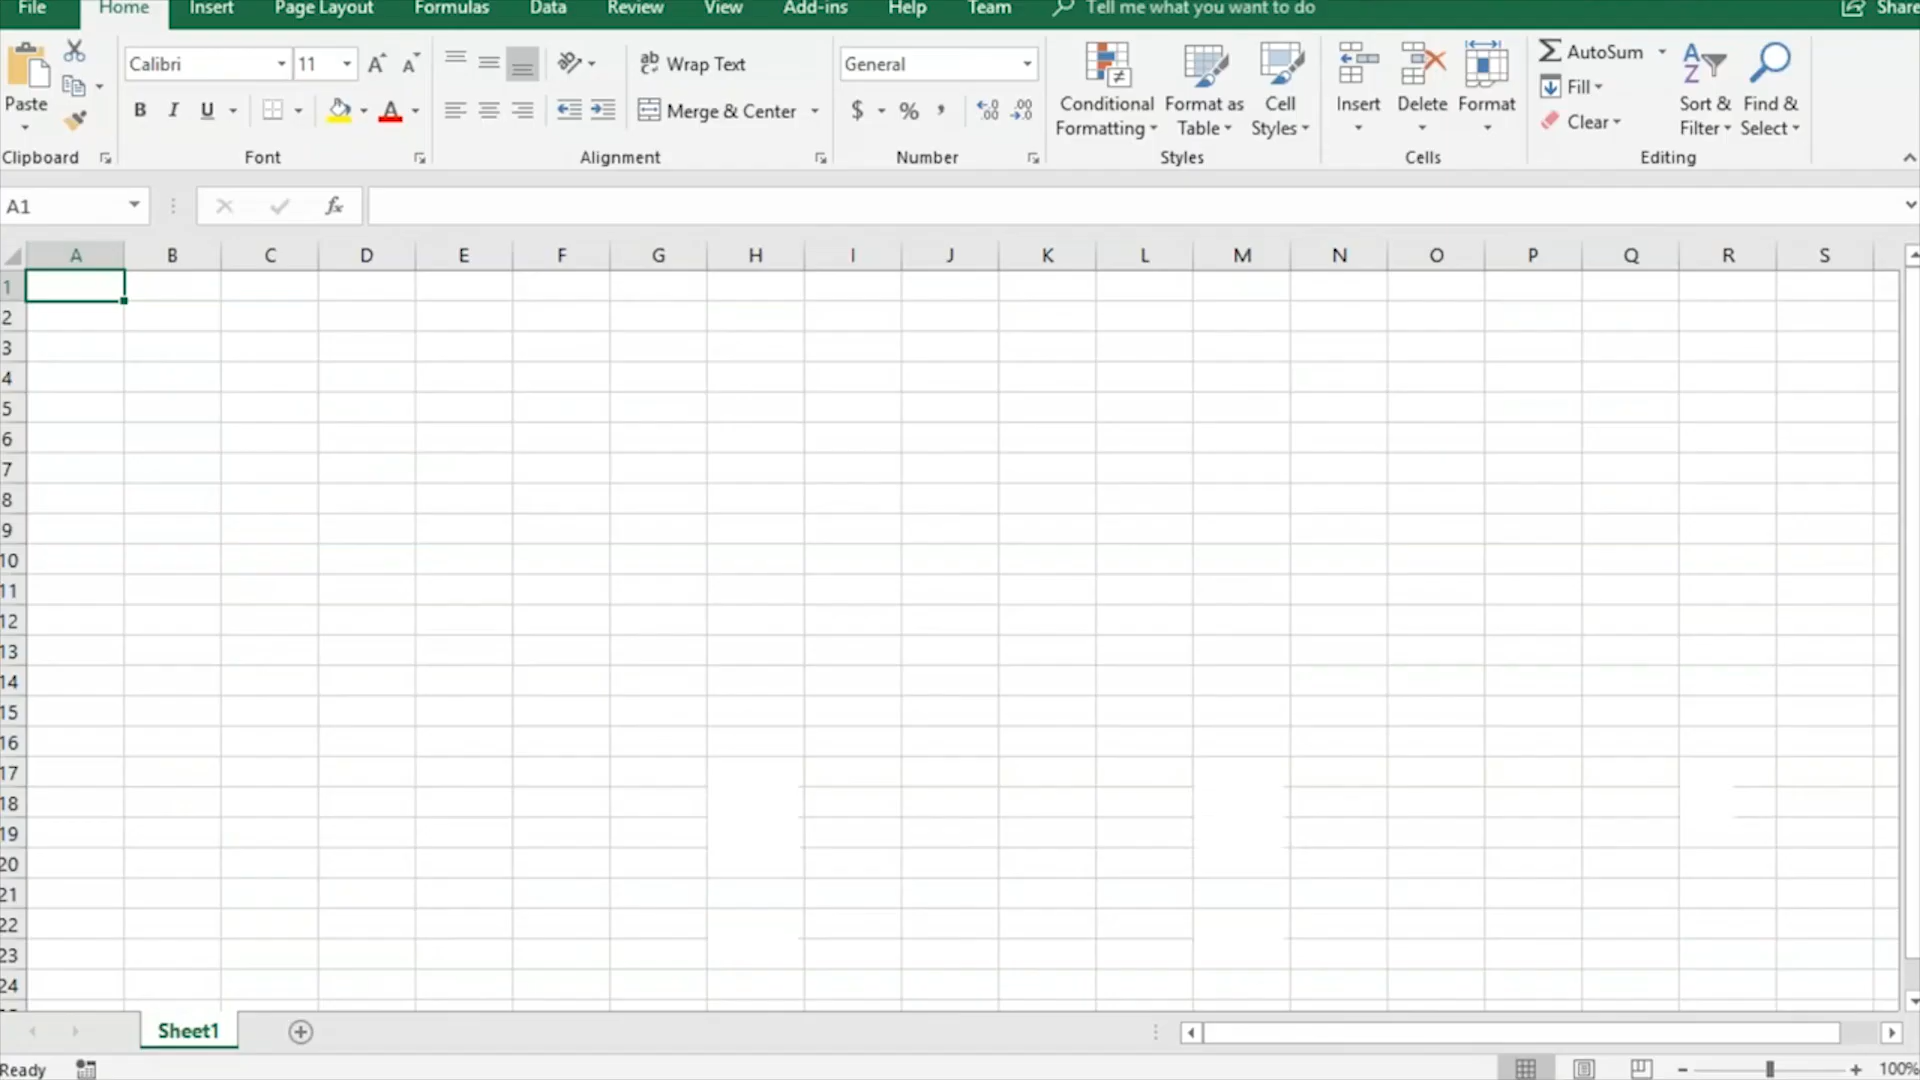 File Home Insert Page Layout Formulas Data Review View Add-ins Help Team Tell me what you want to do Share
Paste
Clipboard
Calibri 11
B I U A
Font
ab Wrap Text
Merge & Center
Alignment
General
$ % , .00 .00
Number
Conditional Formatting
Format as Table
Cell Styles
Styles
Insert Delete Format
Cells
AutoSum
Fill
Clear
Sort & Filter
Find & Select
Editing
A1 fx
A B C D E F G H I J K L M N O P Q R S
1
2
3
4
5
6
7
8
9
10
11
12
13
14
15
16
17
18
19
20
21
22
23
24
Sheet1
Ready 100%